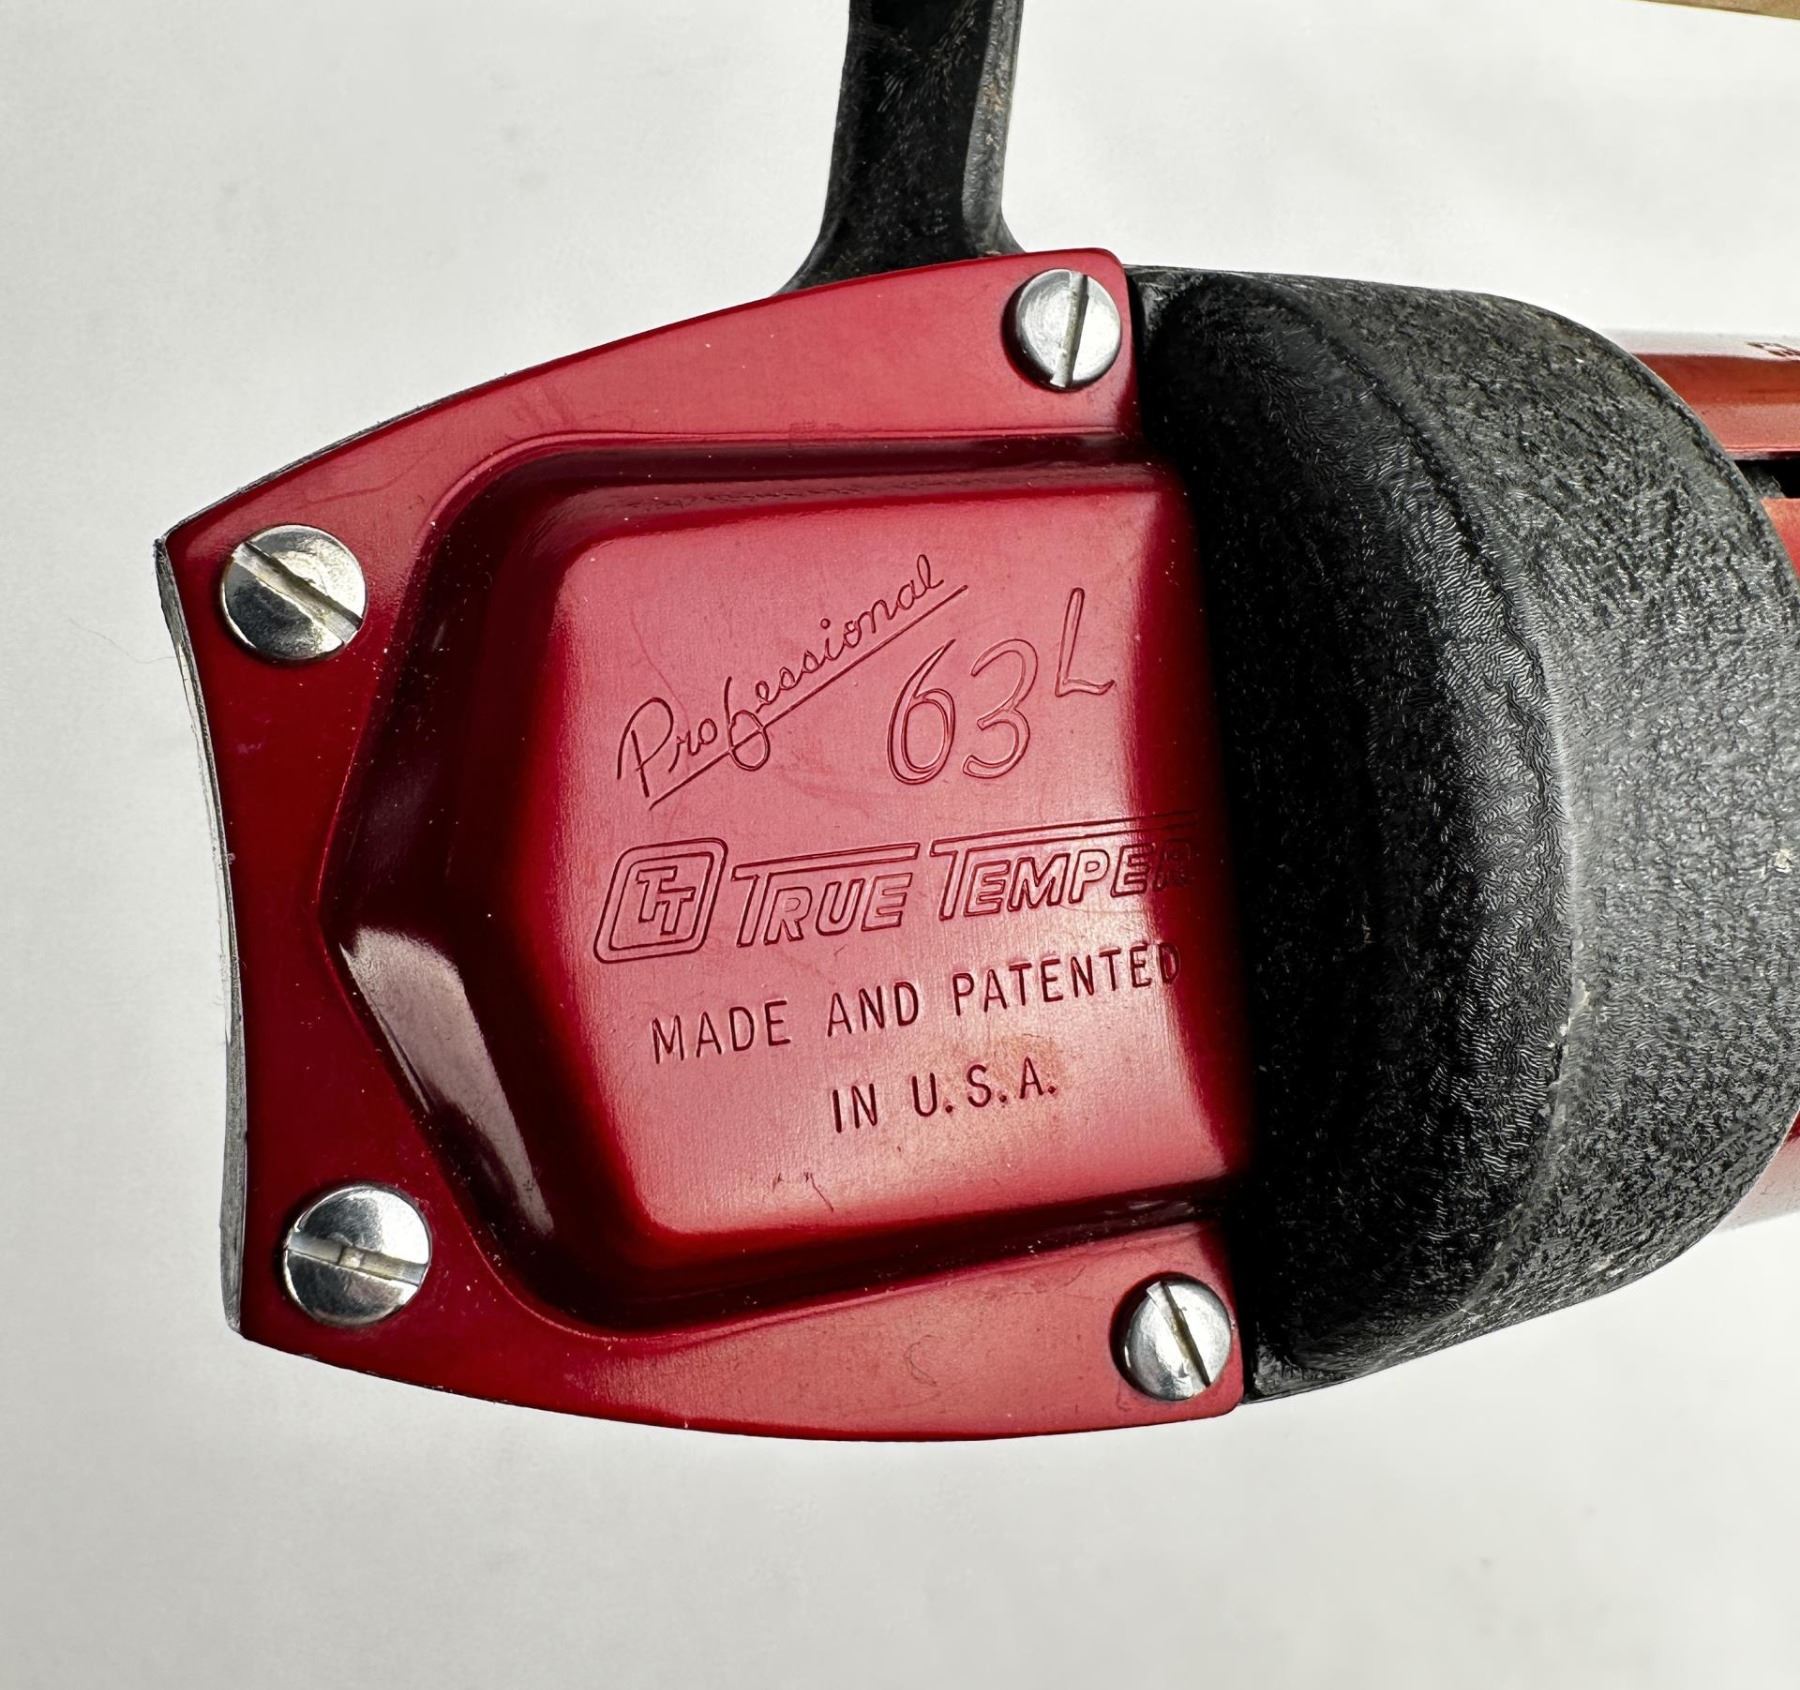 Professional
63L
TT TRUE TEMPER
MADE AND PATENTED
IN U.S.A.